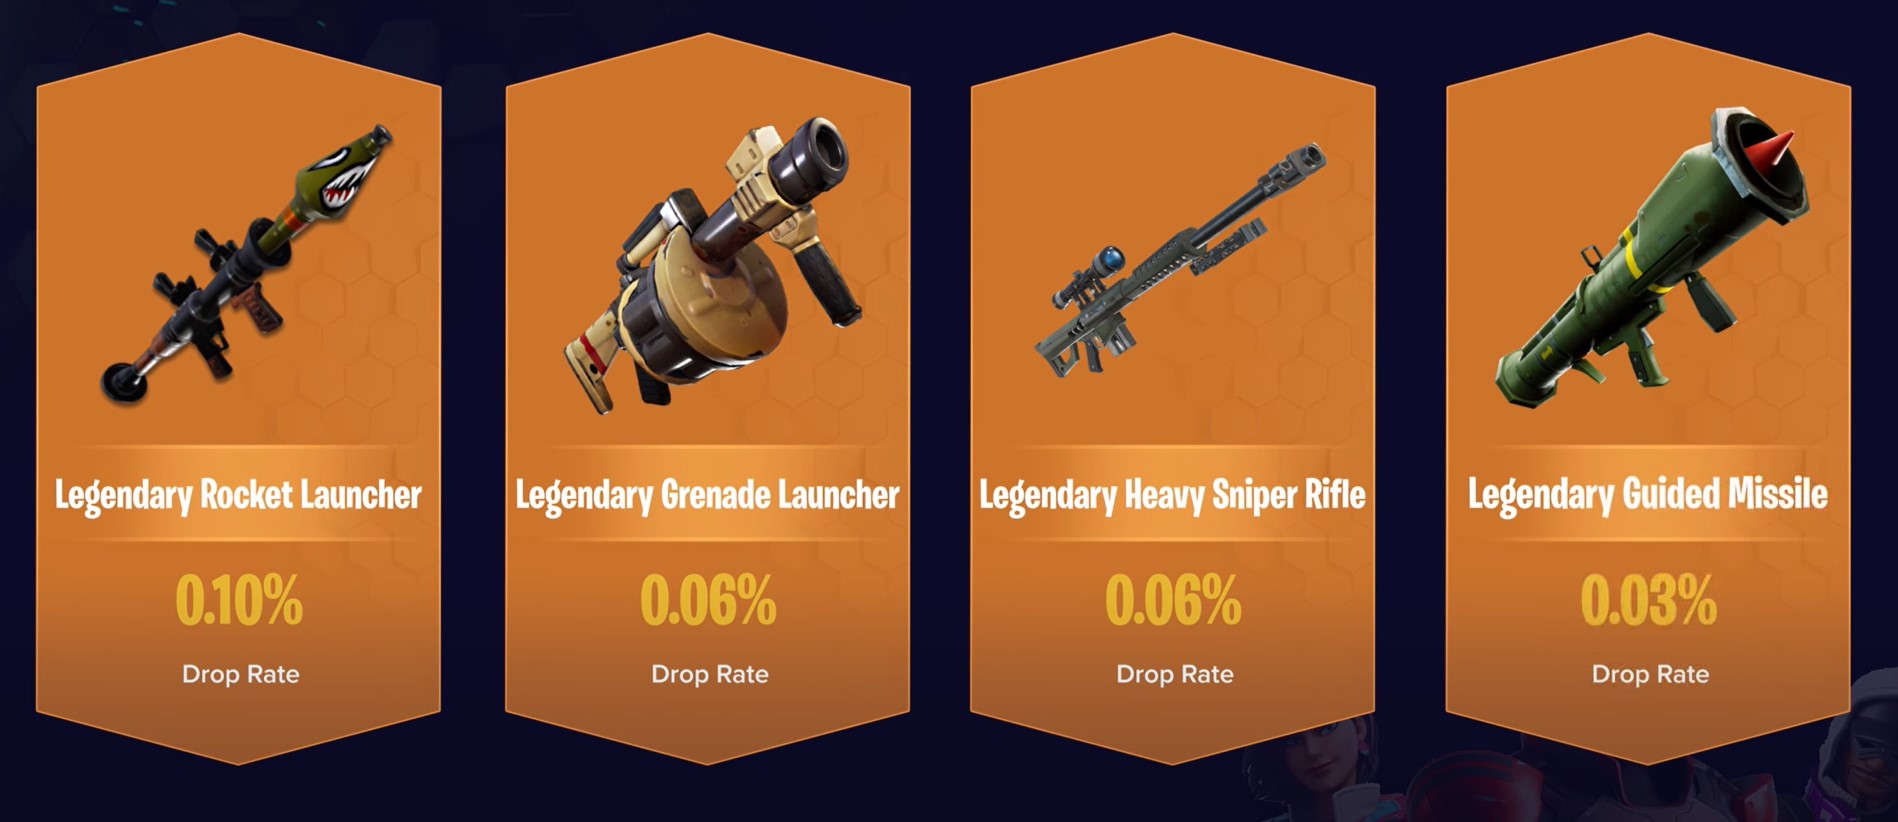 Legendary Rocket Launcher
0.10%
Drop Rate
Legendary Grenade Launcher
0.06%
Drop Rate
Legendary Heavy Sniper Rifle
0.06%
Drop Rate
Legendary Guided Missile
0.03%
Drop Rate